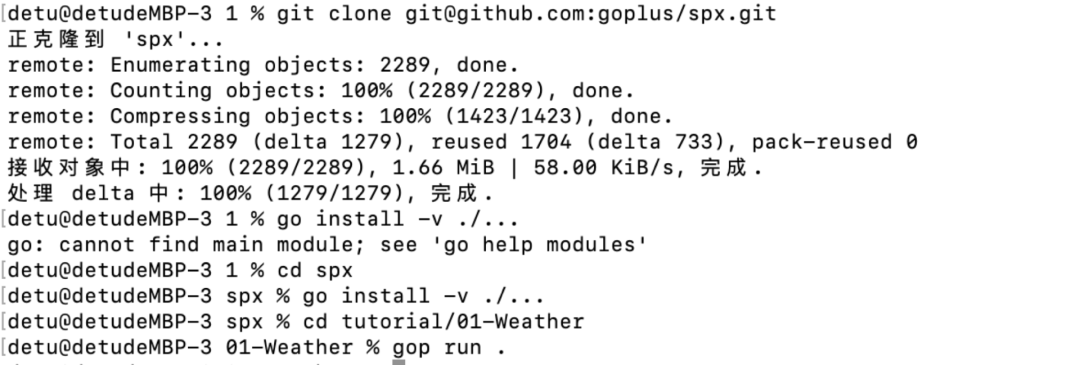 [detu@detudeMBP-3 1 % git clone git@github.com:goplus/spx.git
正克隆到 'spx'...
remote: Enumerating objects: 2289, done.
remote: Counting objects: 100% (2289/2289), done.
remote: Compressing objects: 100% (1423/1423), done.
remote: Total 2289 (delta 1279), reused 1704 (delta 733), pack-reused 0
接收对象中: 100% (2289/2289), 1.66 MiB | 58.00 KiB/s, 完成.
处理 delta 中: 100% (1279/1279), 完成.
[detu@detudeMBP-3 1 % go install -v ./...
go: cannot find main module; see 'go help modules'
[detu@detudeMBP-3 1 % cd spx
[detu@detudeMBP-3 spx % go install -v ./...
[detu@detudeMBP-3 spx % cd tutorial/01-Weather
[detu@detudeMBP-3 01-Weather % gop run .